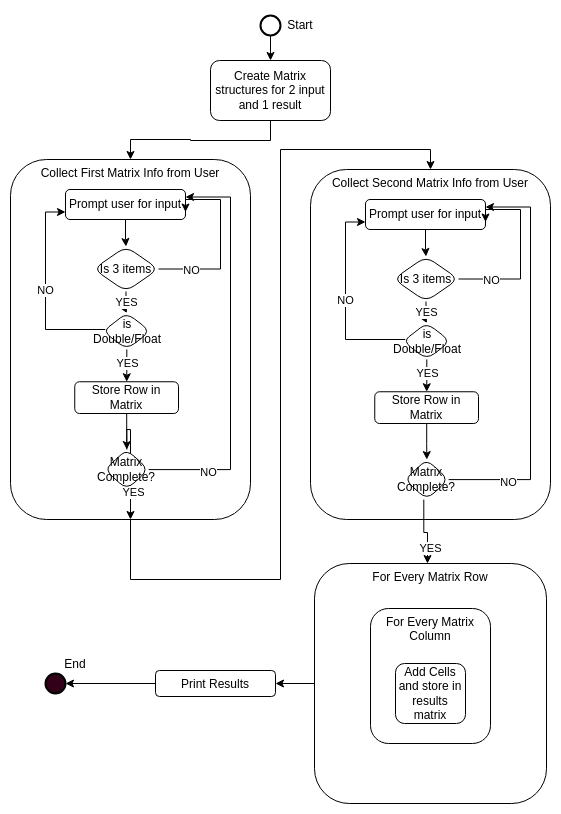 Start
Create Matrix
structures for 2 input
and 1 result
Collect First Matrix Info from User
Prompt user for input
Is 3 items
NO
NO
YES
is
Double/Float
YES
Store Row in
Matrix
Matrix
Complete?
NO
YES
Collect Second Matrix Info from User
Prompt user for input
Is 3 items
NO
NO
YES
is
Double/Float
YES
Store Row in
Matrix
Matrix
Complete?
NO
YES
For Every Matrix Row
For Every Matrix
Column
Add Cells
and store in
results
matrix
Print Results
End